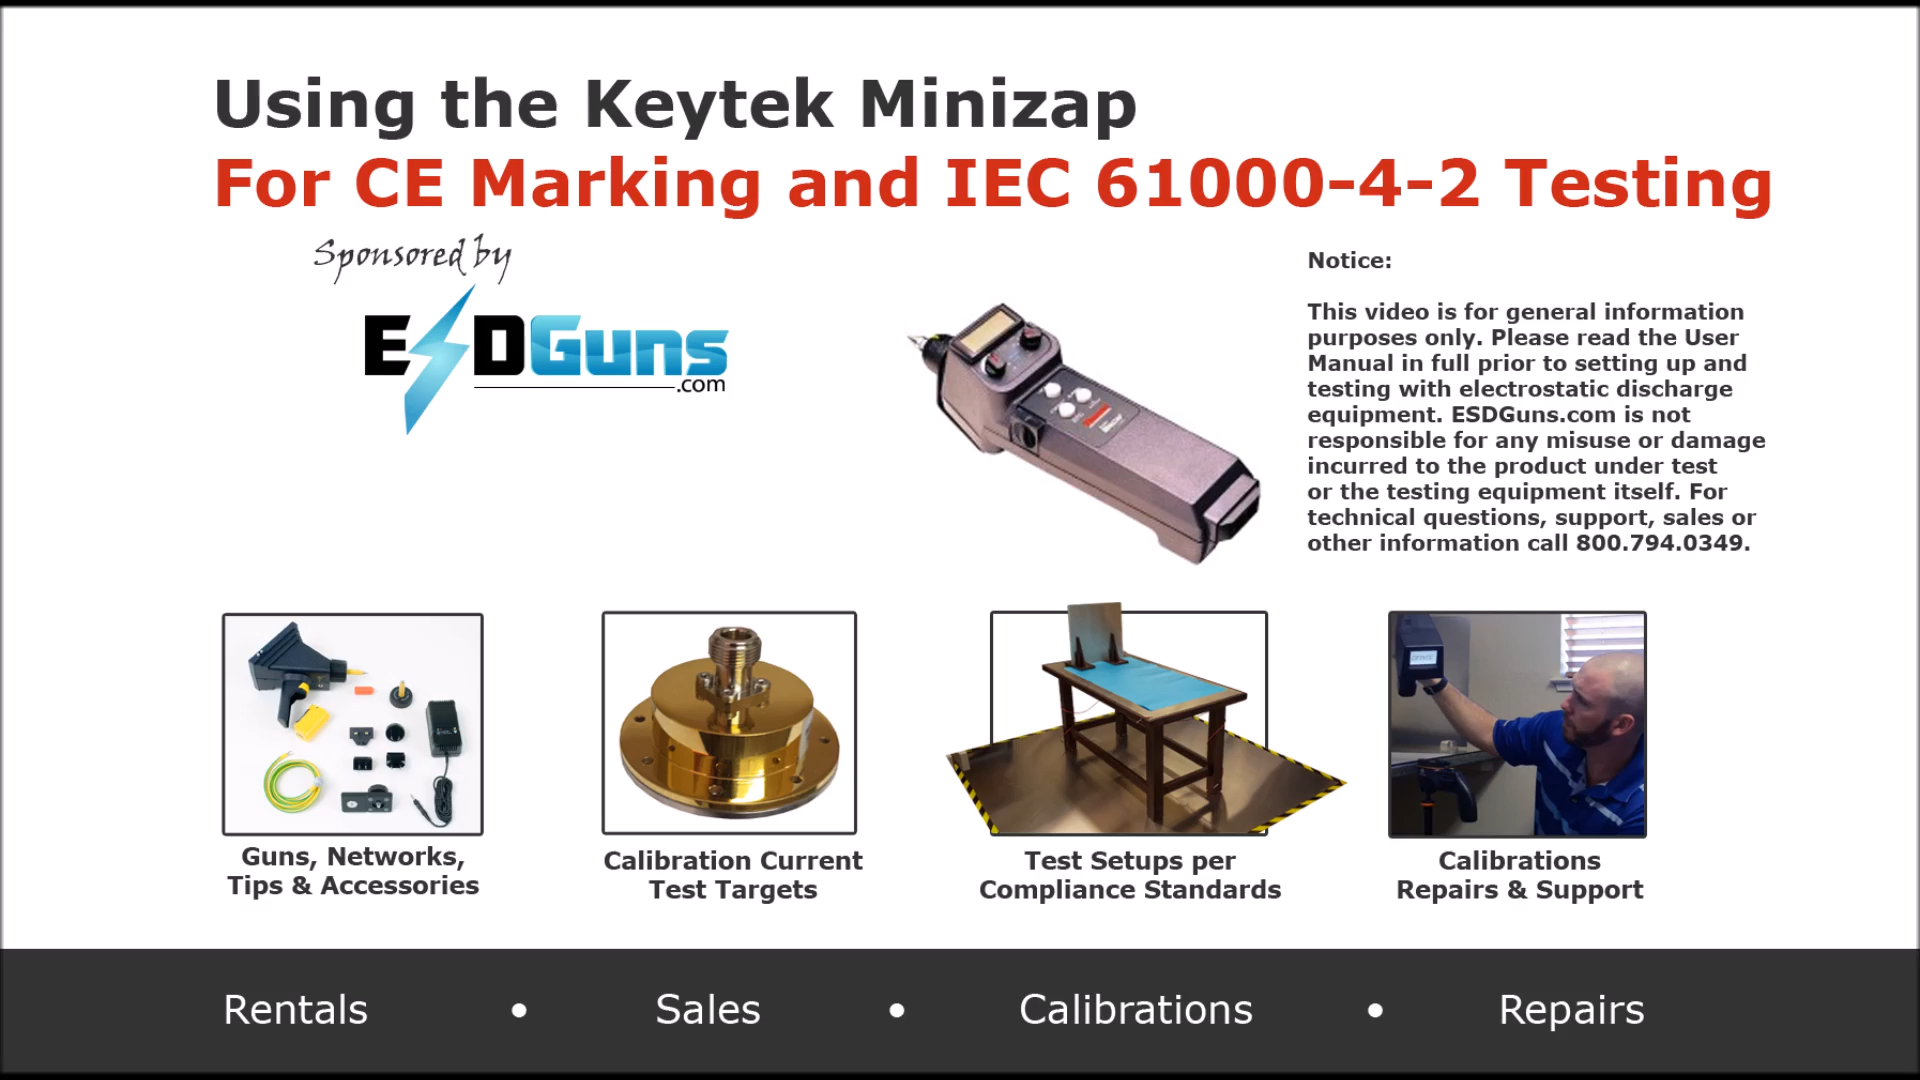 Using the Keytek Minizap
For CE Marking and IEC 61000-4-2 Testing
Sponsored by
ESDGuns
.com
Notice:
This video is for general information
purposes only. Please read the User
Manual in full prior to setting up and
testing with electrostatic discharge
equipment. ESDGuns.com is not
responsible for any misuse or damage
incurred to the product under test
or the testing equipment itself. For
technical questions, support, sales or
other information call 800.794.0349.
Guns, Networks,
Tips & Accessories
Calibration Current
Test Targets
Test Setups per
Compliance Standards
Calibrations
Repairs & Support
Rentals • Sales • Calibrations • Repairs